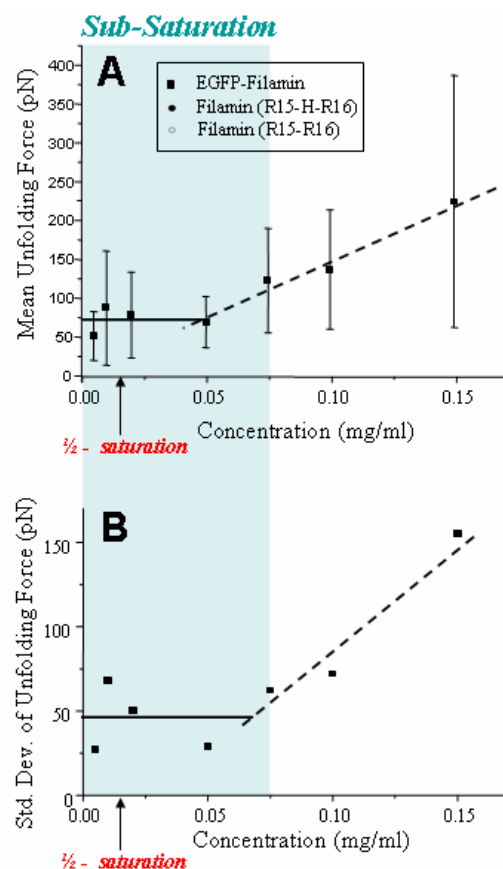 Sub-Saturation
A
EGFP-Filamin
Filamin (R15-H-R16)
Filamin (R15-R16)
Mean Unfolding Force (pN)
400
350
300
250
200
150
100
50
0
0.00 0.05 0.10 0.15
Concentration (mg/ml)
½ - saturation
B
Std. Dev. of Unfolding Force (pN)
150
100
50
0
0.00 0.05 0.10 0.15
Concentration (mg/ml)
½ - saturation